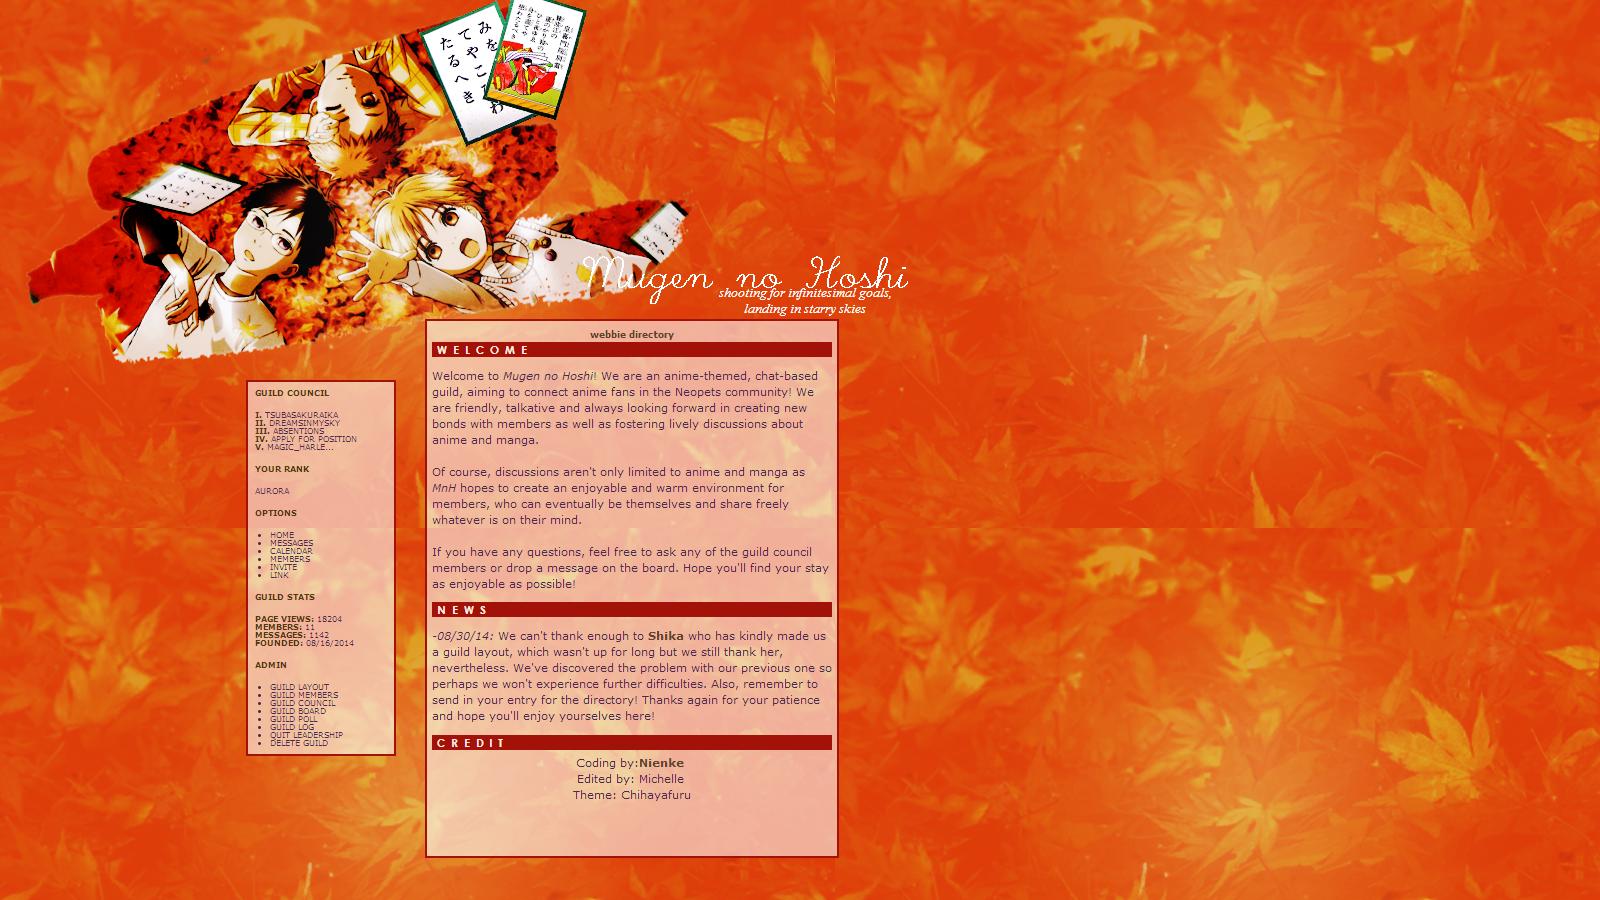 みを
てやこひわ
たるへき
Mugen no Hoshi
shooting for infinitesimal goals,
landing in starry skies
webbie directory
WELCOME
Welcome to Mugen no Hoshi! We are an anime-themed, chat-based
guild, aiming to connect anime fans in the Neopets community! We
are friendly, talkative and always looking forward in creating new
bonds with members as well as fostering lively discussions about
anime and manga.
Of course, discussions aren't only limited to anime and manga as
MnH hopes to create an enjoyable and warm environment for
members, who can eventually be themselves and share freely
whatever is on their mind.
If you have any questions, feel free to ask any of the guild council
members or drop a message on the board. Hope you'll find your stay
as enjoyable as possible!
NEWS
-08/30/14: We can't thank enough to Shika who has kindly made us
a guild layout, which wasn't up for long but we still thank her,
nevertheless. We've discovered the problem with our previous one so
perhaps we won't experience further difficulties. Also, remember to
send in your entry for the directory! Thanks again for your patience
and hope you'll enjoy yourselves here!
CREDIT
Coding by:Nienke
Edited by: Michelle
Theme: Chihayafuru
GUILD COUNCIL
I. TSUBASAKURAIKA
II. DREAMSINMYSKY
III. ABSENTIONS
IV. APPLY FOR POSITION
V. MAGIC_HARLE...
YOUR RANK
AURORA
OPTIONS
HOME
MESSAGES
CALENDAR
MEMBERS
INVITE
LINK
GUILD STATS
PAGE VIEWS: 18204
MEMBERS: 11
MESSAGES: 1142
FOUNDED: 08/16/2014
ADMIN
GUILD LAYOUT
GUILD MEMBERS
GUILD COUNCIL
GUILD BOARD
GUILD POLL
GUILD LOG
QUIT LEADERSHIP
DELETE GUILD